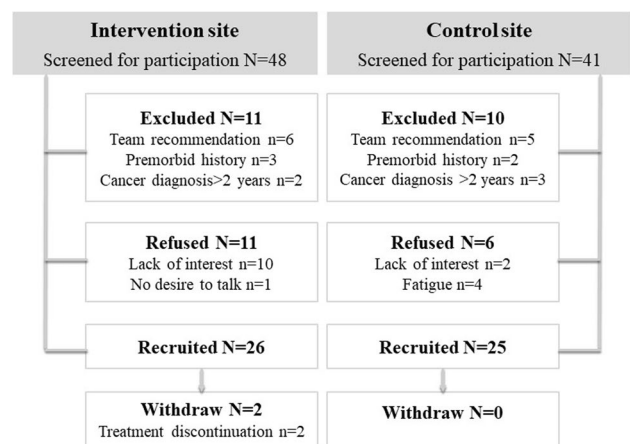 Intervention site
Screened for participation N=48
Control site
Screened for participation N=41
Excluded N=11
Team recommendation n=6
Premorbid history n=3
Cancer diagnosis>2 years n=2
Excluded N=10
Team recommendation n=5
Premorbid history n=2
Cancer diagnosis >2 years n=3
Refused N=11
Lack of interest n=10
No desire to talk n=1
Refused N=6
Lack of interest n=2
Fatigue n=4
Recruited N=26
Recruited N=25
Withdraw N=2
Treatment discontinuation n=2
Withdraw N=0